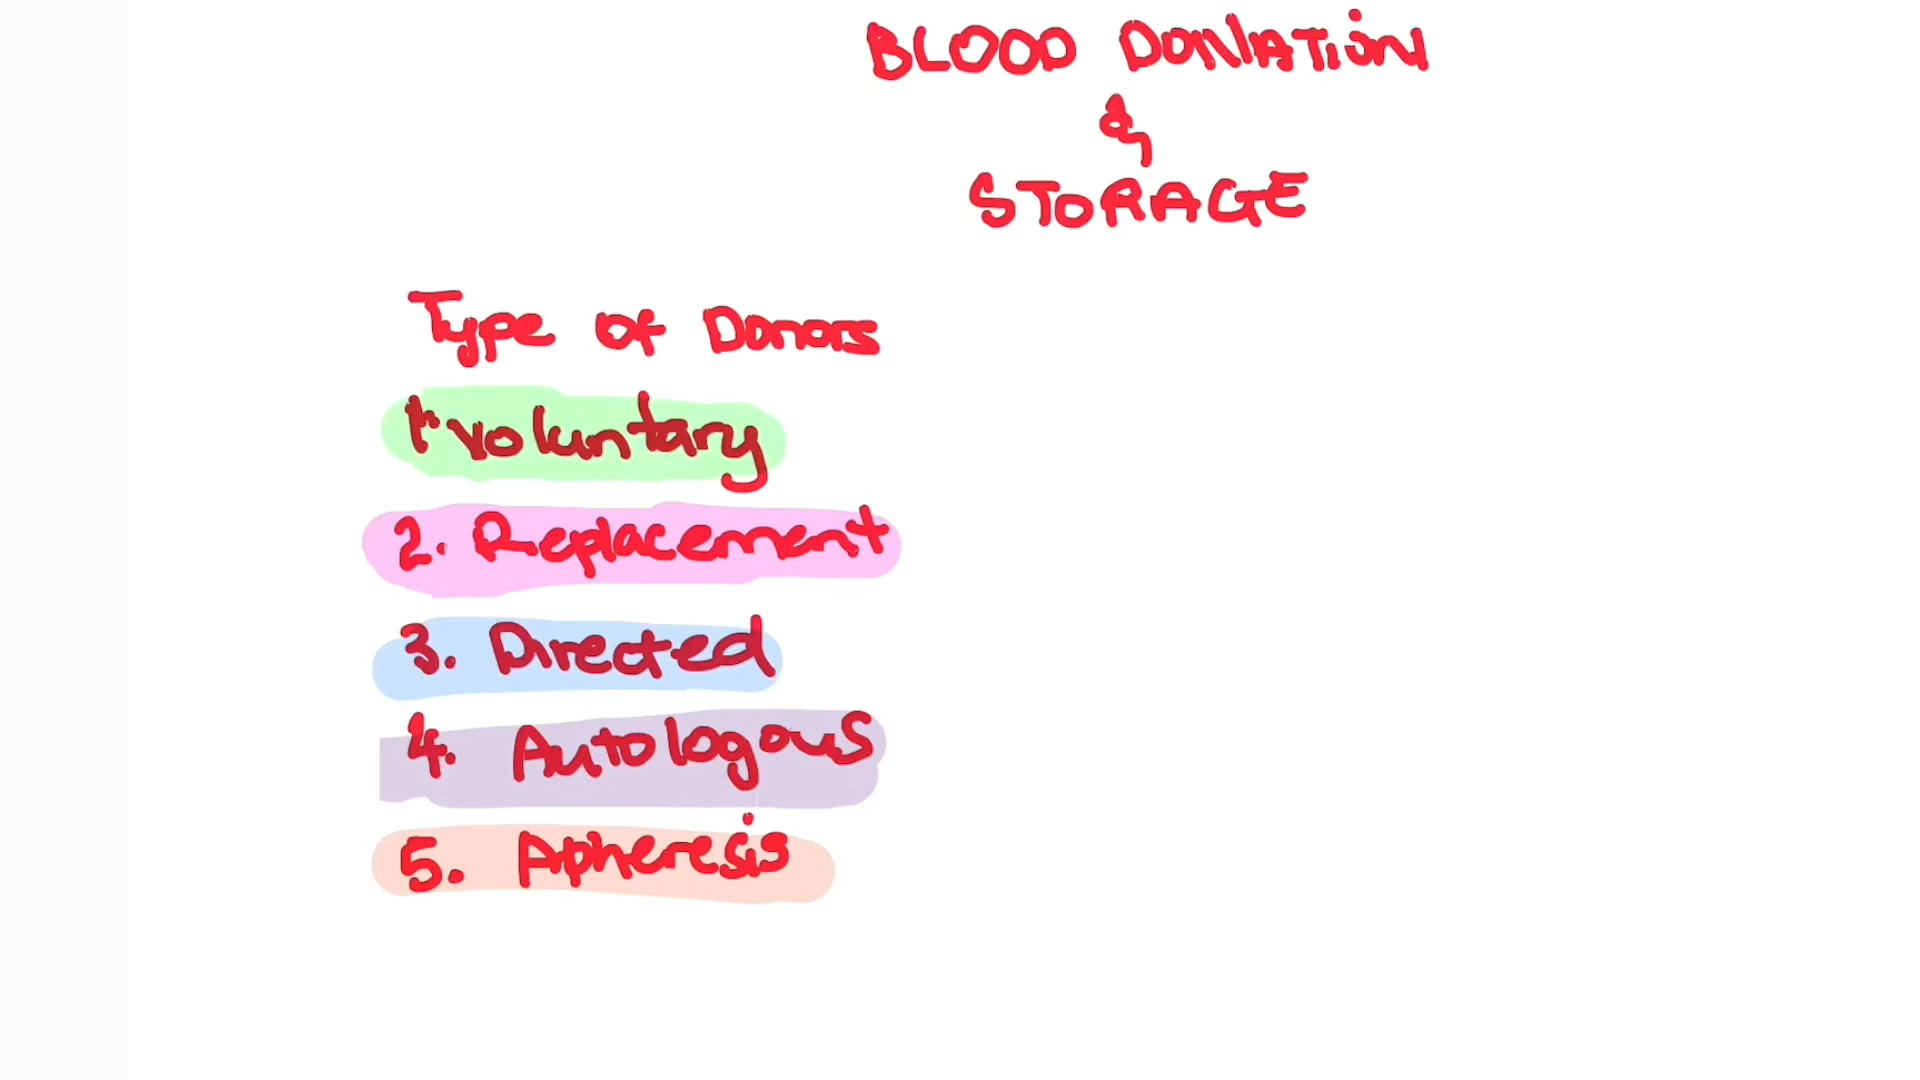 BLOOD DONATION
&
STORAGE
Type of Donors
1. Voluntary
2. Replacement
3. Directed
4. Autologous
5. Apheresis